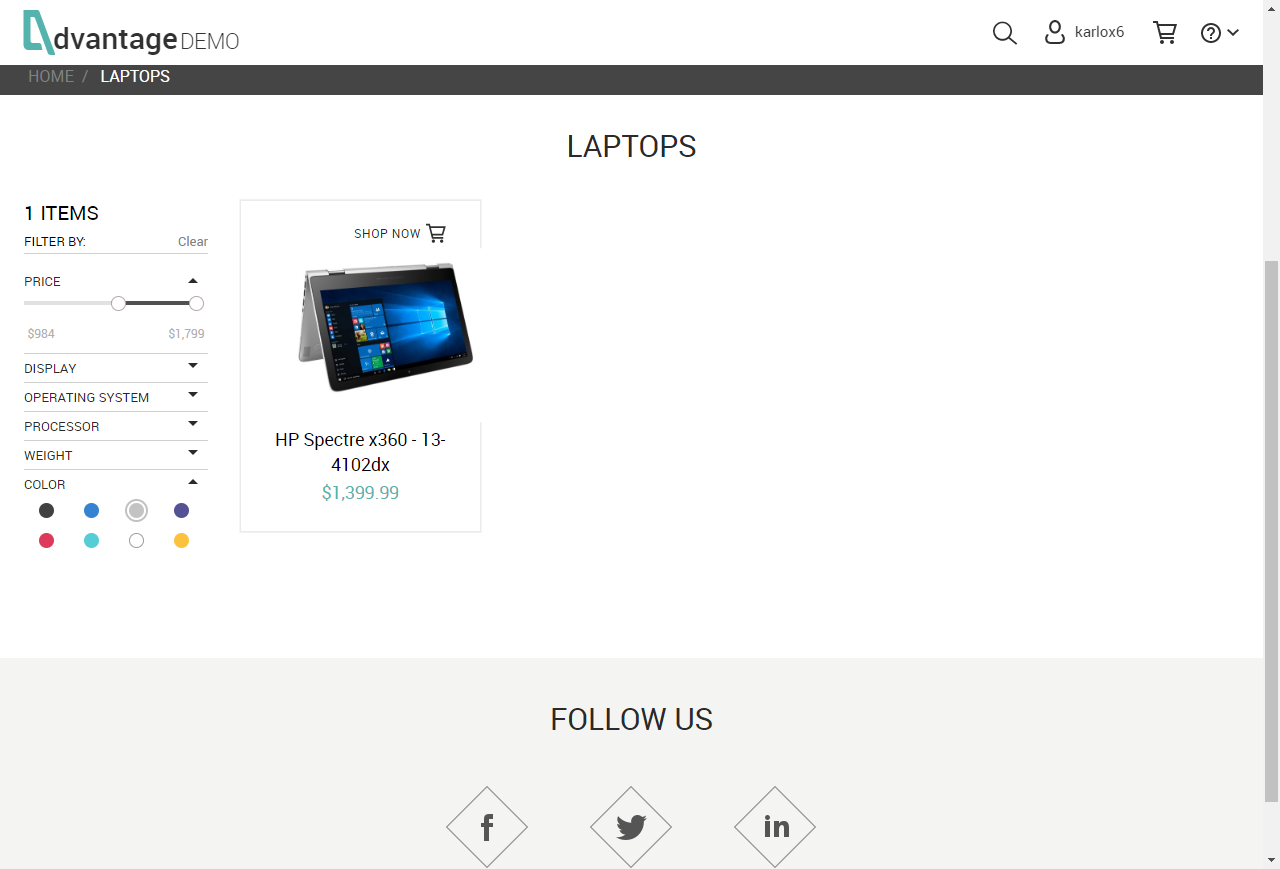 dvantage DEMO
karlox6
HOME / LAPTOPS
LAPTOPS
1 ITEMS
FILTER BY: Clear
PRICE
$984 $1,799
DISPLAY
OPERATING SYSTEM
PROCESSOR
WEIGHT
COLOR
SHOP NOW
HP Spectre x360 - 13-
4102dx
$1,399.99
FOLLOW US
f
in